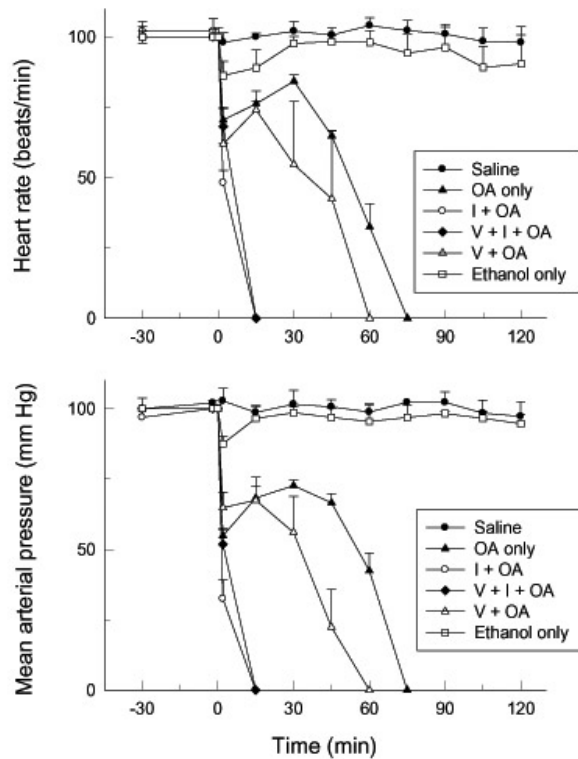 Heart rate (beats/min)
100
50
0
Saline
OA only
I + OA
V + I + OA
V + OA
Ethanol only
-30 0 30 60 90 120
Mean arterial pressure (mm Hg)
100
50
0
Saline
OA only
I + OA
V + I + OA
V + OA
Ethanol only
-30 0 30 60 90 120
Time (min)